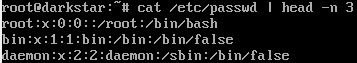 root@darkstar:~# cat /etc/passwd | head -n 3
root:x:0:0::/root:/bin/bash
bin:x:1:1:bin:/bin:/bin/false
daemon:x:2:2:daemon:/sbin:/bin/false